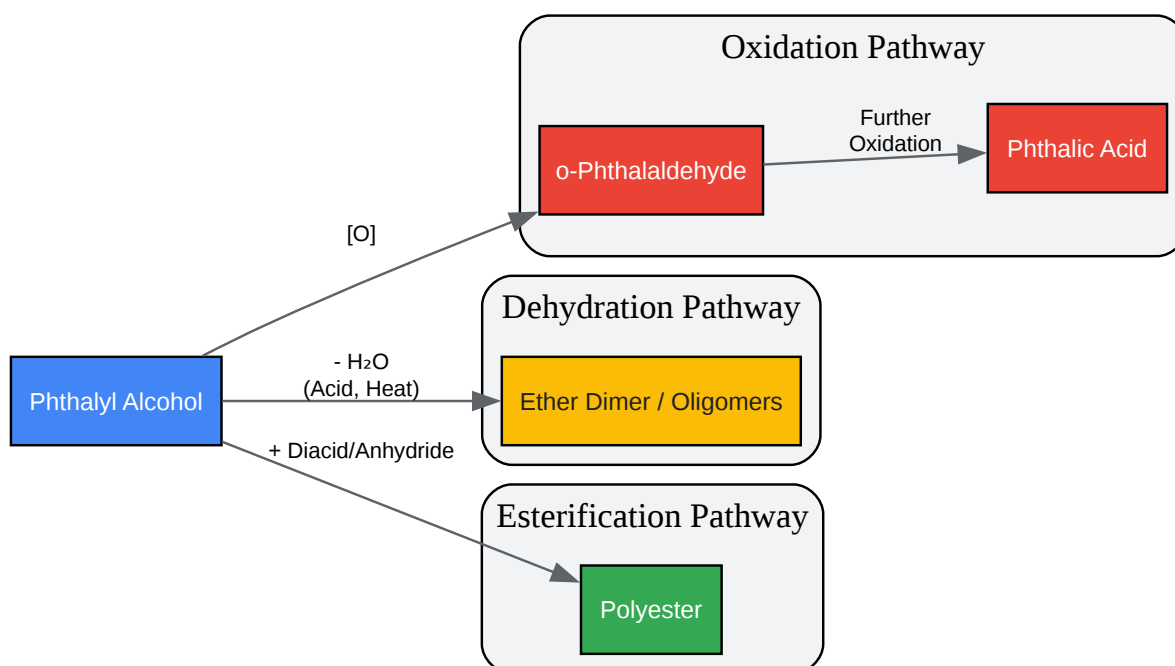 Oxidation Pathway
Further
Oxidation
o-Phthalaldehyde
Phthalic Acid
[O]
Dehydration Pathway
- H₂O
(Acid, Heat)
Phthalyl Alcohol
Ether Dimer / Oligomers
+ Diacid/Anhydride
Esterification Pathway
Polyester